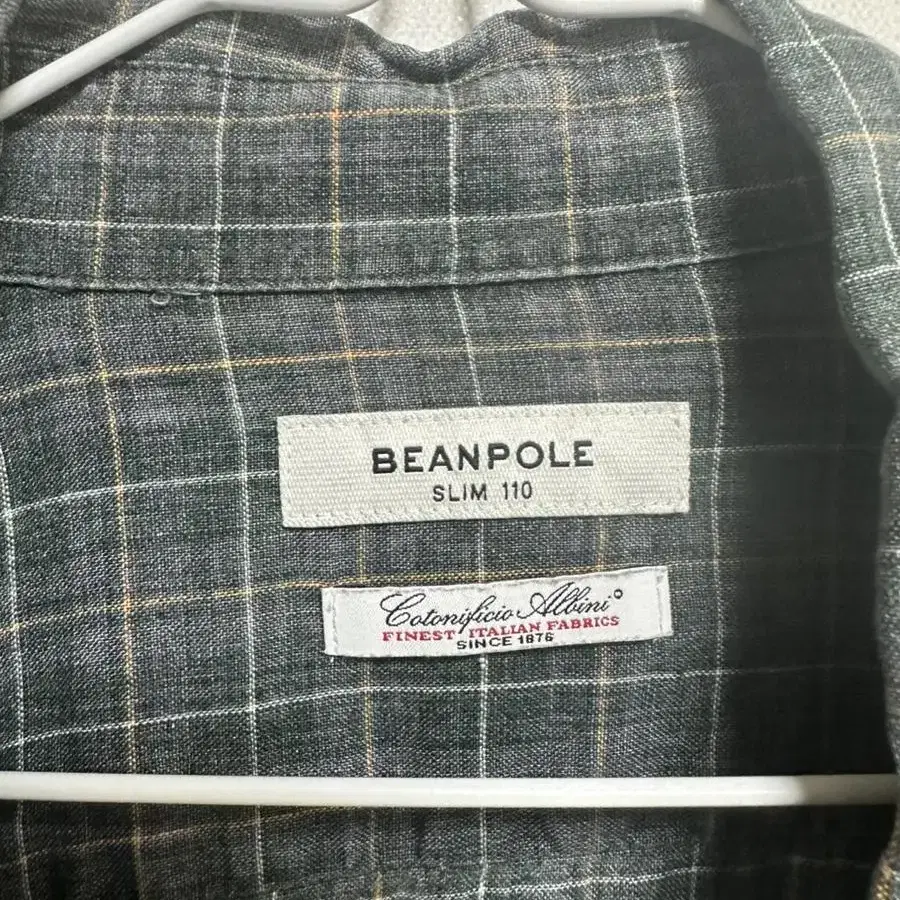 BEANPOLE
SLIM 110
Cotonificio Albini
FINEST ITALIAN FABRICS
SINCE 1876